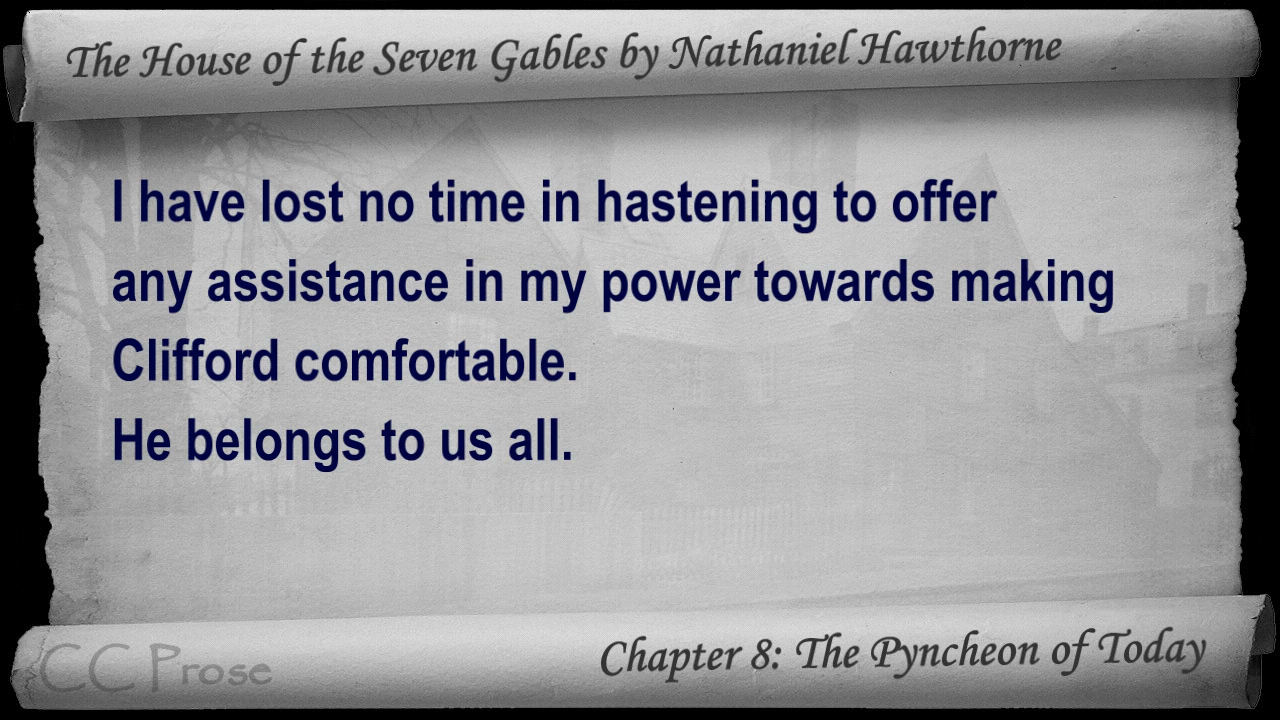 The House of the Seven Gables by Nathaniel Hawthorne
I have lost no time in hastening to offer
any assistance in my power towards making
Clifford comfortable.
He belongs to us all.
CC Prose
Chapter 8: The Pyncheon of Today